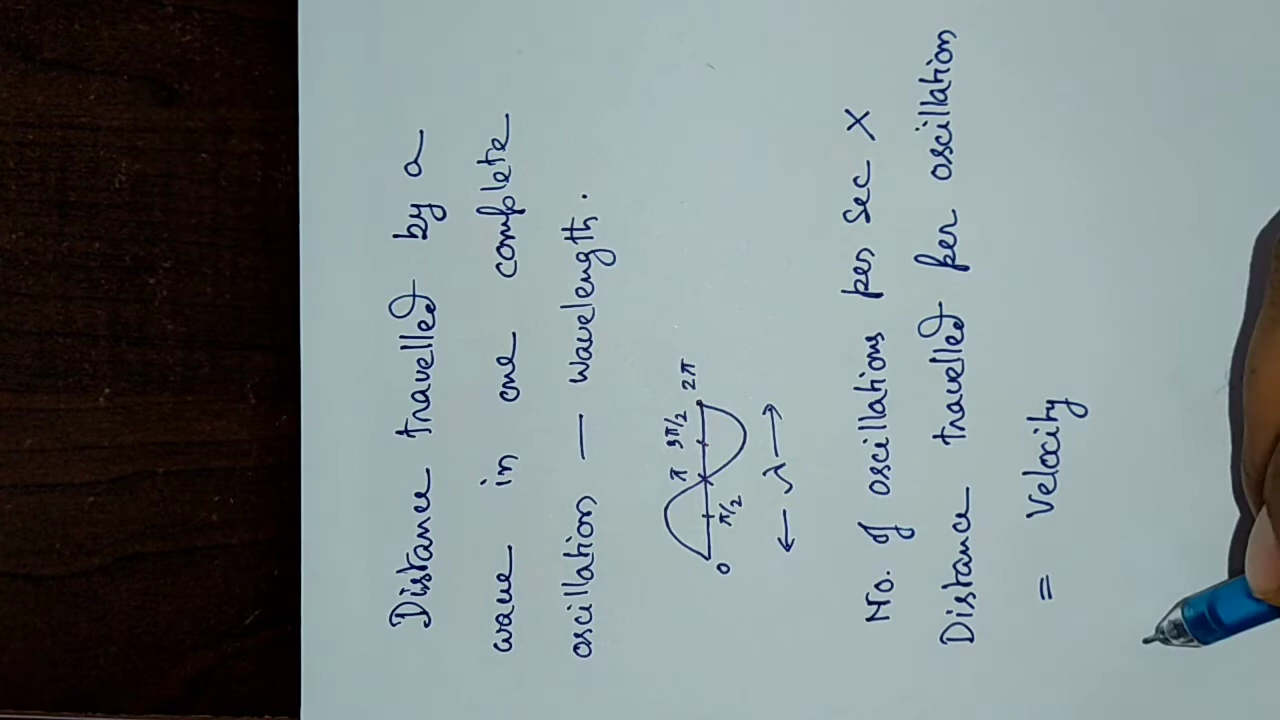 Distance travelled by a
wave in one complete
oscillation — wavelength.
0 π/2 π 3π/2 2π
← λ →
No. of oscillations per sec X
Distance travelled per oscillation
= Velocity